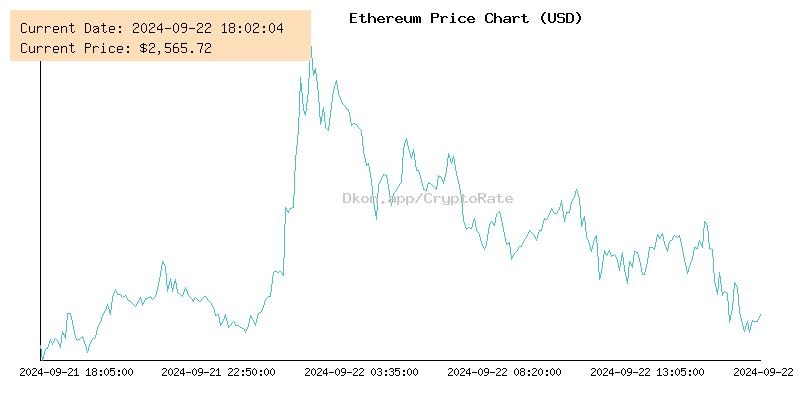 Ethereum Price Chart (USD)
Current Date: 2024-09-22 18:02:04
Current Price: $2,565.72
Dkon.app/CryptoRate
2024-09-21 18:05:00
2024-09-21 22:50:00
2024-09-22 03:35:00
2024-09-22 08:20:00
2024-09-22 13:05:00
2024-09-22